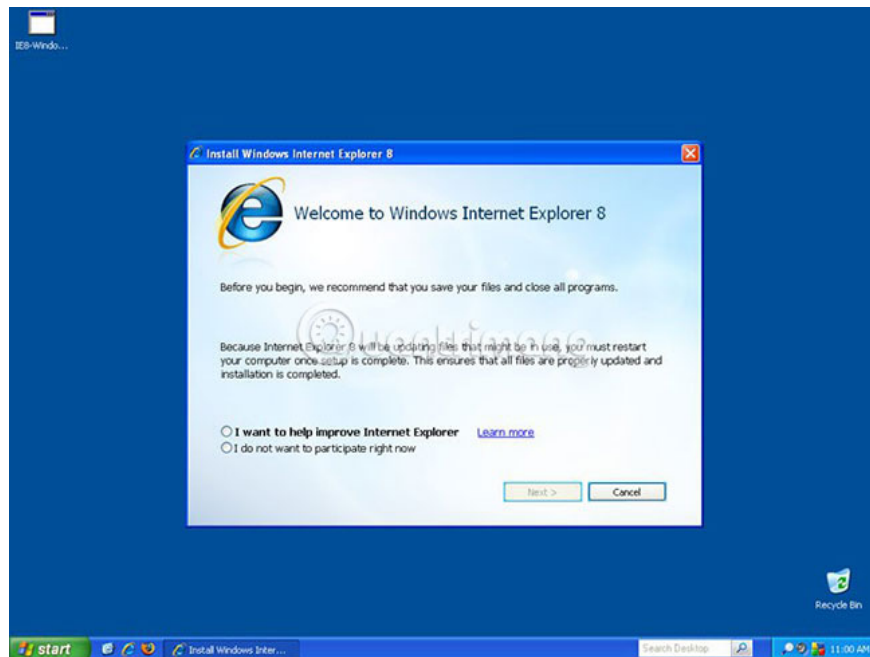 IE8-Windo...
Install Windows Internet Explorer 8
Welcome to Windows Internet Explorer 8
Before you begin, we recommend that you save your files and close all programs.
Quantrimang
Because Internet Explorer 8 will be updating files that might be in use, you must restart
your computer once setup is complete. This ensures that all files are properly updated and
installation is completed.
I want to help improve Internet Explorer Learn more
I do not want to participate right now
Next > Cancel
Recycle Bin
start Install Windows Inter... Search Desktop 11:00 AM